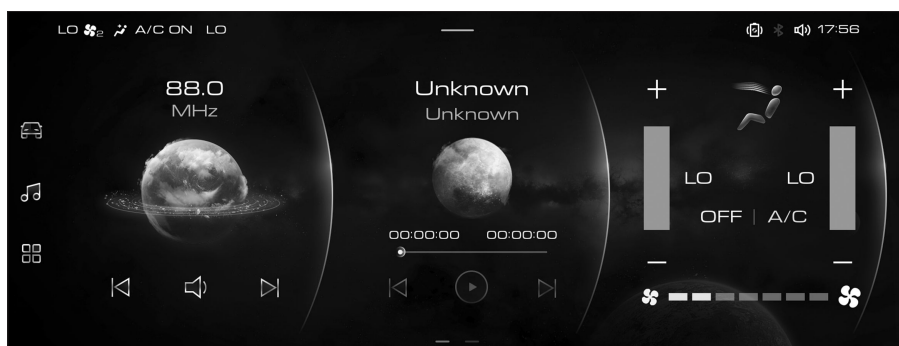 LO 2 A/C ON LO
17:56
88.0
MHz
Unknown
Unknown
00:00:00 00:00:00
LO LO
OFF | A/C